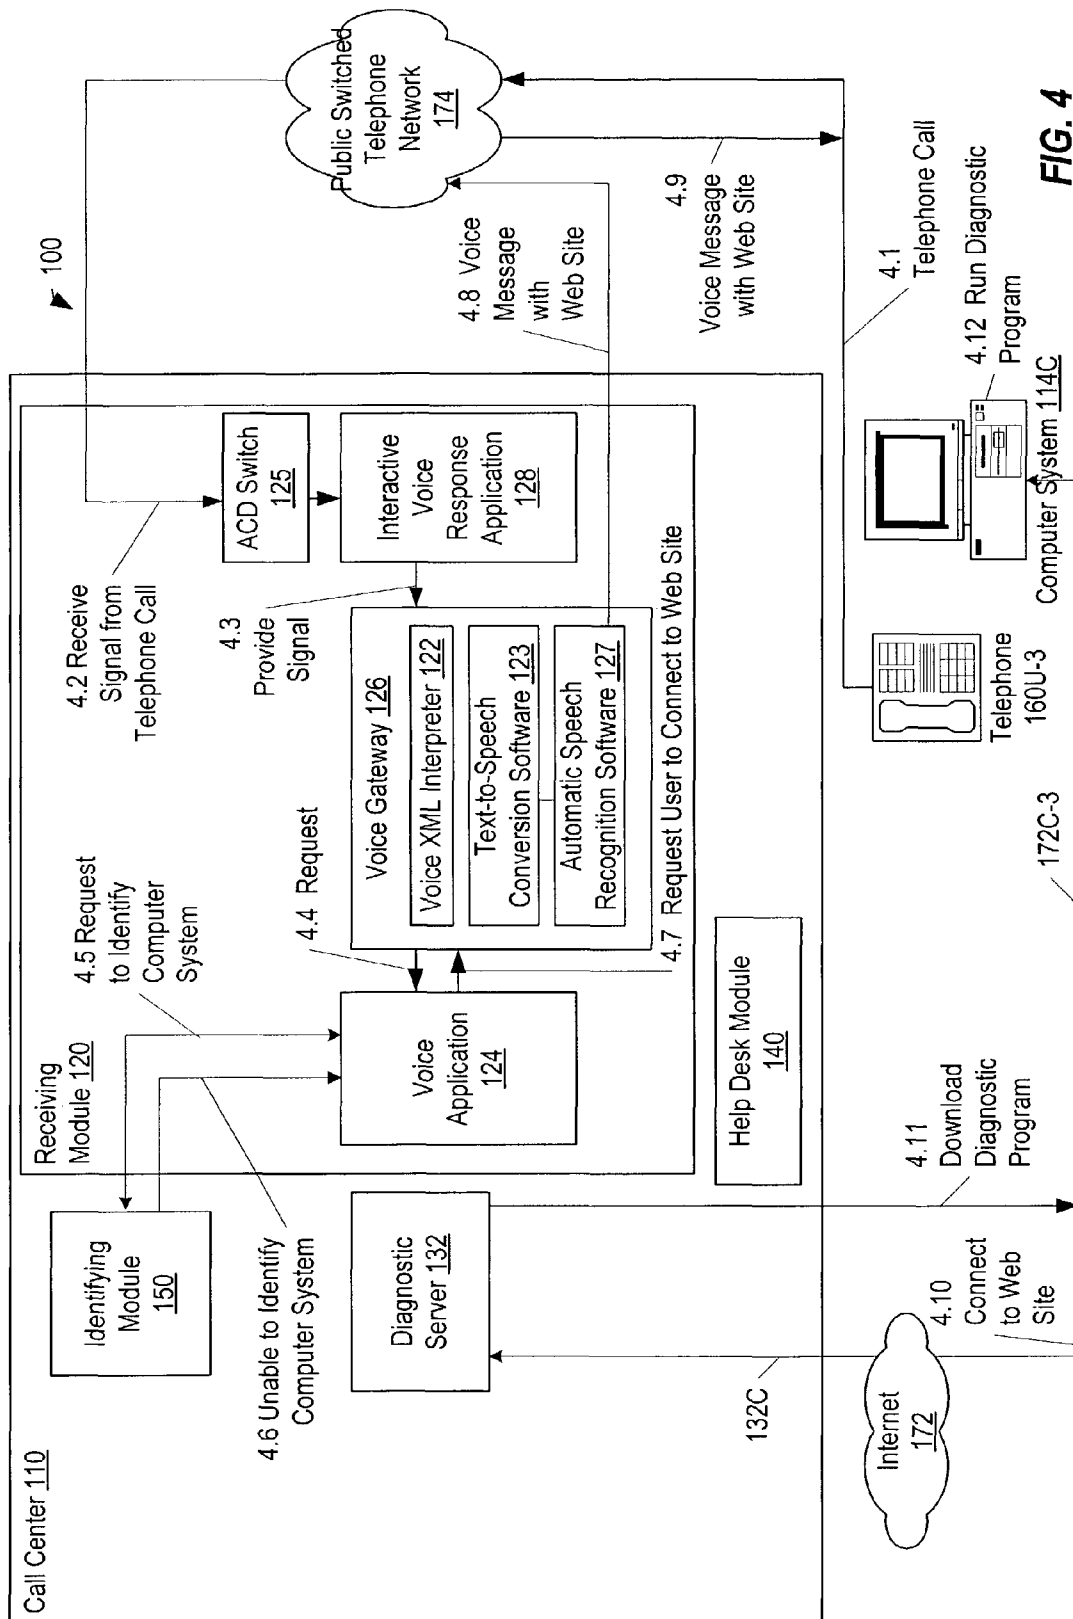 Call Center 110
Identifying
Module
150
4.5 Request
to Identify
Computer
System
4.6 Unable to Identify
Computer System
Receiving
Module 120
4.2 Receive
Signal from
Telephone Call
100
Public Switched
Telephone
Network
174
ACD Switch
125
Interactive
Voice
Response
Application
128
4.3
Provide
Signal
4.4 Request
Voice
Application
124
Voice Gateway 126
Voice XML Interpreter 122
Text-to-Speech
Conversion Software 123
Automatic Speech
Recognition Software 127
4.7 Request User to Connect to Web Site
4.8 Voice
Message
with
Web Site
4.9
Voice Message
with Web Site
Diagnostic
Server 132
Help Desk Module
140
132C
Internet
172
4.10
Connect
to Web
Site
4.11
Download
Diagnostic
Program
172C-3
Telephone
160U-3
Computer System 114C
4.12 Run Diagnostic
Program
4.1
Telephone Call
FIG. 4